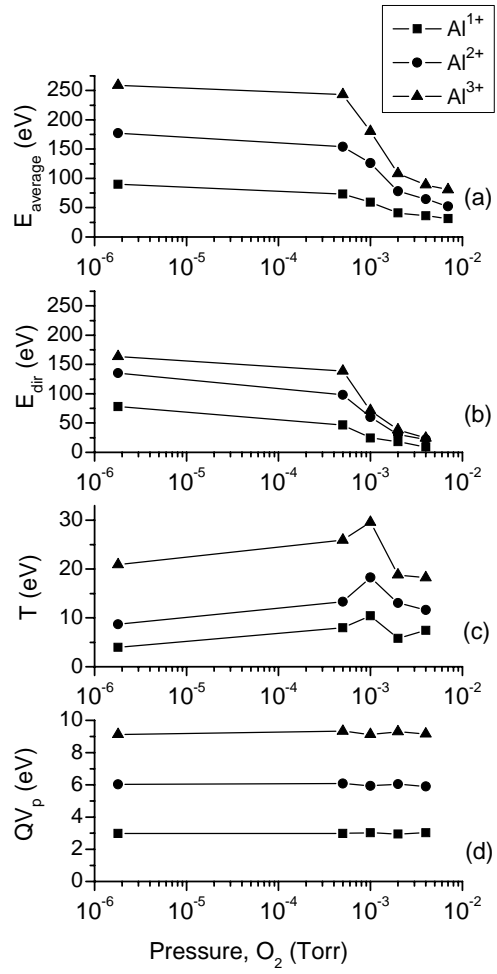 Al1+
Al2+
Al3+
250
200
150
100
50
0
E average (eV)
(a)
10-6 10-5 10-4 10-3 10-2
250
200
150
100
50
0
E dir (eV)
(b)
10-6 10-5 10-4 10-3 10-2
30
20
10
0
T (eV)
(c)
10-6 10-5 10-4 10-3 10-2
10
8
6
4
2
0
QVp (eV)
(d)
10-6 10-5 10-4 10-3 10-2
Pressure, O2 (Torr)